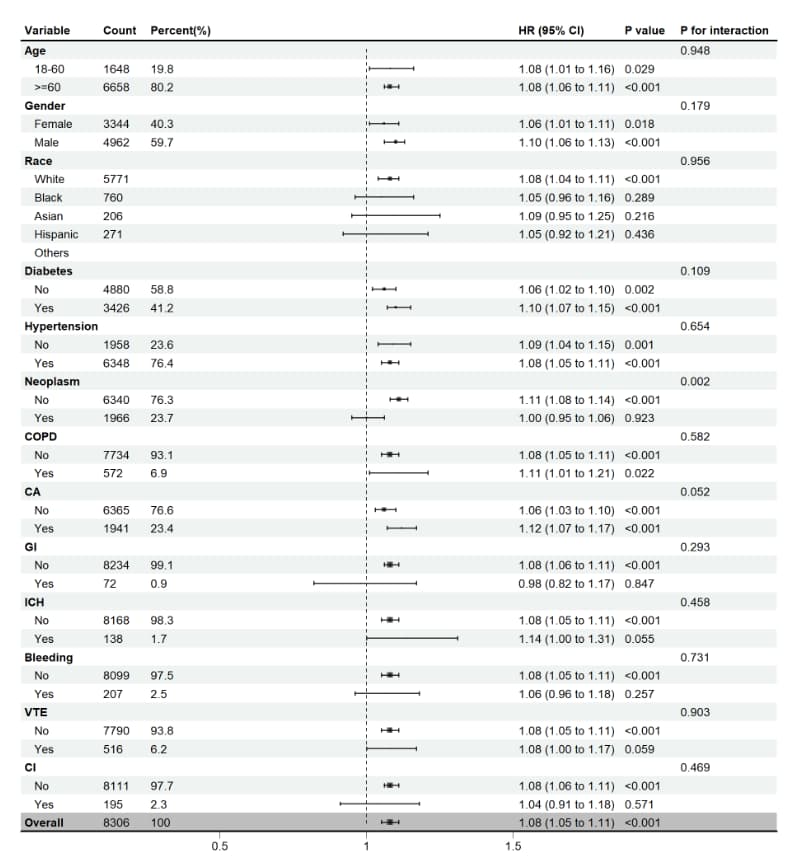 Variable Count Percent(%) HR (95% CI) P value P for interaction
Age 0.948
18-60 1648 19.8 1.08 (1.01 to 1.16) 0.029
>=60 6658 80.2 1.08 (1.06 to 1.11) <0.001
Gender 0.179
Female 3344 40.3 1.06 (1.01 to 1.11) 0.018
Male 4962 59.7 1.10 (1.06 to 1.13) <0.001
Race 0.956
White 5771 1.08 (1.04 to 1.11) <0.001
Black 760 1.05 (0.96 to 1.16) 0.289
Asian 206 1.09 (0.95 to 1.25) 0.216
Hispanic 271 1.05 (0.92 to 1.21) 0.436
Others
Diabetes 0.109
No 4880 58.8 1.06 (1.02 to 1.10) 0.002
Yes 3426 41.2 1.10 (1.07 to 1.15) <0.001
Hypertension 0.654
No 1958 23.6 1.09 (1.04 to 1.15) 0.001
Yes 6348 76.4 1.08 (1.05 to 1.11) <0.001
Neoplasm 0.002
No 6340 76.3 1.11 (1.08 to 1.14) <0.001
Yes 1966 23.7 1.00 (0.95 to 1.06) 0.923
COPD 0.582
No 7734 93.1 1.08 (1.05 to 1.11) <0.001
Yes 572 6.9 1.11 (1.01 to 1.21) 0.022
CA 0.052
No 6365 76.6 1.06 (1.03 to 1.10) <0.001
Yes 1941 23.4 1.12 (1.07 to 1.17) <0.001
GI 0.293
No 8234 99.1 1.08 (1.06 to 1.11) <0.001
Yes 72 0.9 0.98 (0.82 to 1.17) 0.847
ICH 0.458
No 8168 98.3 1.08 (1.05 to 1.11) <0.001
Yes 138 1.7 1.14 (1.00 to 1.31) 0.055
Bleeding 0.731
No 8099 97.5 1.08 (1.05 to 1.11) <0.001
Yes 207 2.5 1.06 (0.96 to 1.18) 0.257
VTE 0.903
No 7790 93.8 1.08 (1.05 to 1.11) <0.001
Yes 516 6.2 1.08 (1.00 to 1.17) 0.059
CI 0.469
No 8111 97.7 1.08 (1.06 to 1.11) <0.001
Yes 195 2.3 1.04 (0.91 to 1.18) 0.571
Overall 8306 100 1.08 (1.05 to 1.11) <0.001
0.5 1 1.5